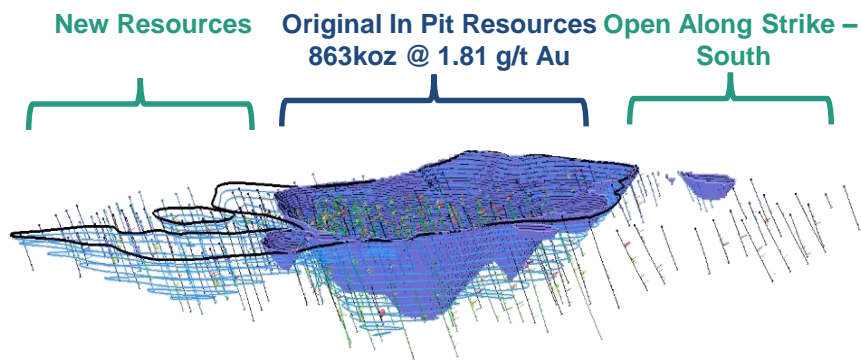 New Resources
Original In Pit Resources
863koz @ 1.81 g/t Au
Open Along Strike –
South